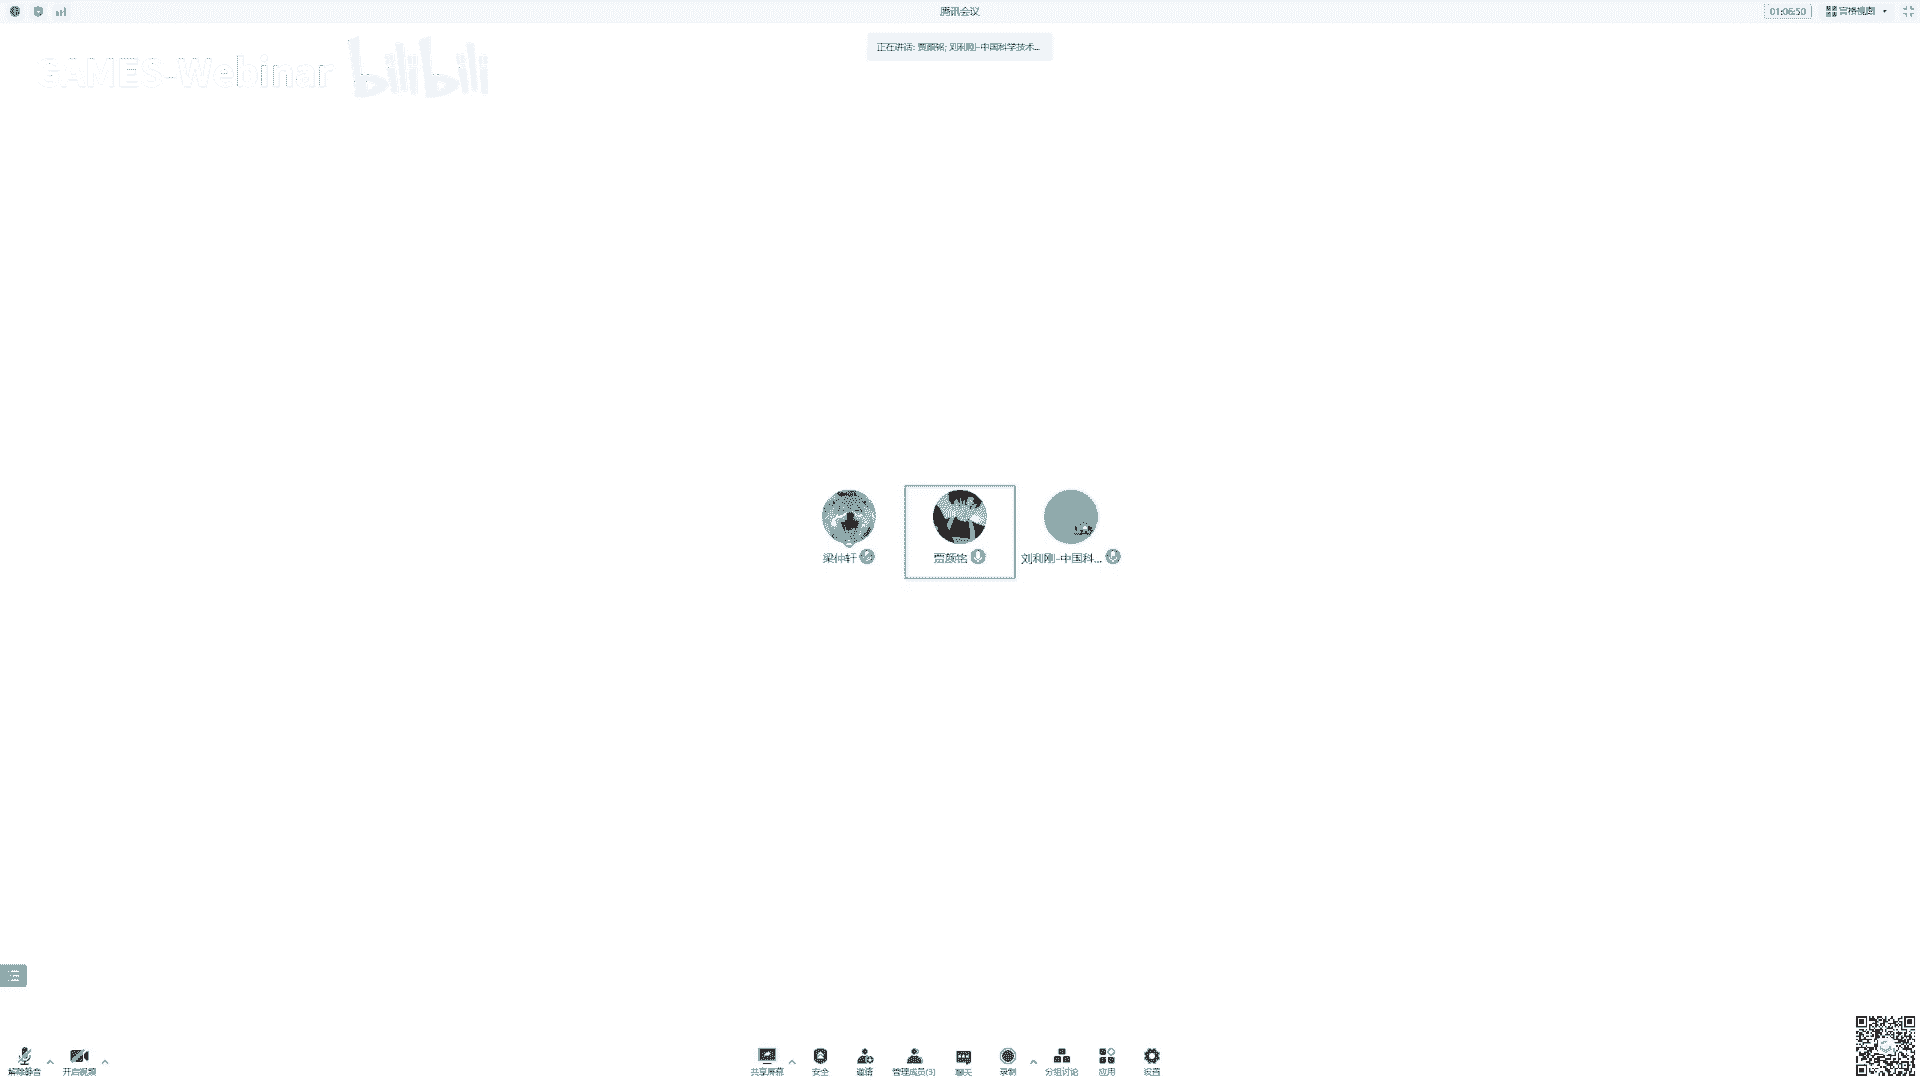 腾讯会议
01:06:50
宫格视图
正在讲话: 贾颜铭; 刘利刚-中国科学技术...
GAMES-Webinar bilibili
梁仲轩
贾颜铭
刘利刚-中国科...
解除静音
开启视频
共享屏幕
安全
邀请
管理成员(3)
聊天
录制
分组讨论
应用
设置